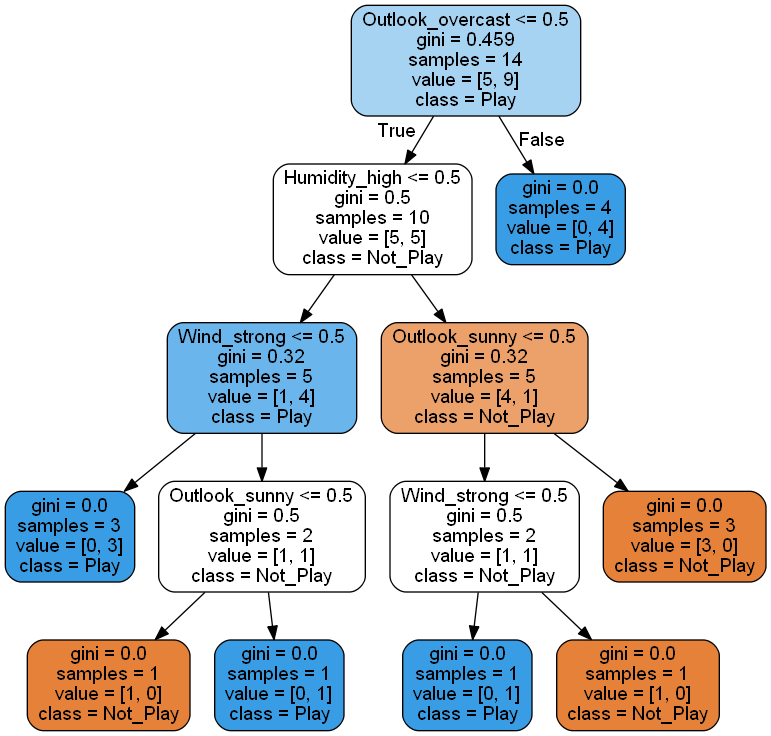 Outlook_overcast <= 0.5
gini = 0.459
samples = 14
value = [5, 9]
class = Play
True
False
Humidity_high <= 0.5
gini = 0.5
samples = 10
value = [5, 5]
class = Not_Play
gini = 0.0
samples = 4
value = [0, 4]
class = Play
Wind_strong <= 0.5
gini = 0.32
samples = 5
value = [1, 4]
class = Play
Outlook_sunny <= 0.5
gini = 0.32
samples = 5
value = [4, 1]
class = Not_Play
gini = 0.0
samples = 3
value = [0, 3]
class = Play
Outlook_sunny <= 0.5
gini = 0.5
samples = 2
value = [1, 1]
class = Not_Play
Wind_strong <= 0.5
gini = 0.5
samples = 2
value = [1, 1]
class = Not_Play
gini = 0.0
samples = 3
value = [3, 0]
class = Not_Play
gini = 0.0
samples = 1
value = [1, 0]
class = Not_Play
gini = 0.0
samples = 1
value = [0, 1]
class = Play
gini = 0.0
samples = 1
value = [0, 1]
class = Play
gini = 0.0
samples = 1
value = [1, 0]
class = Not_Play